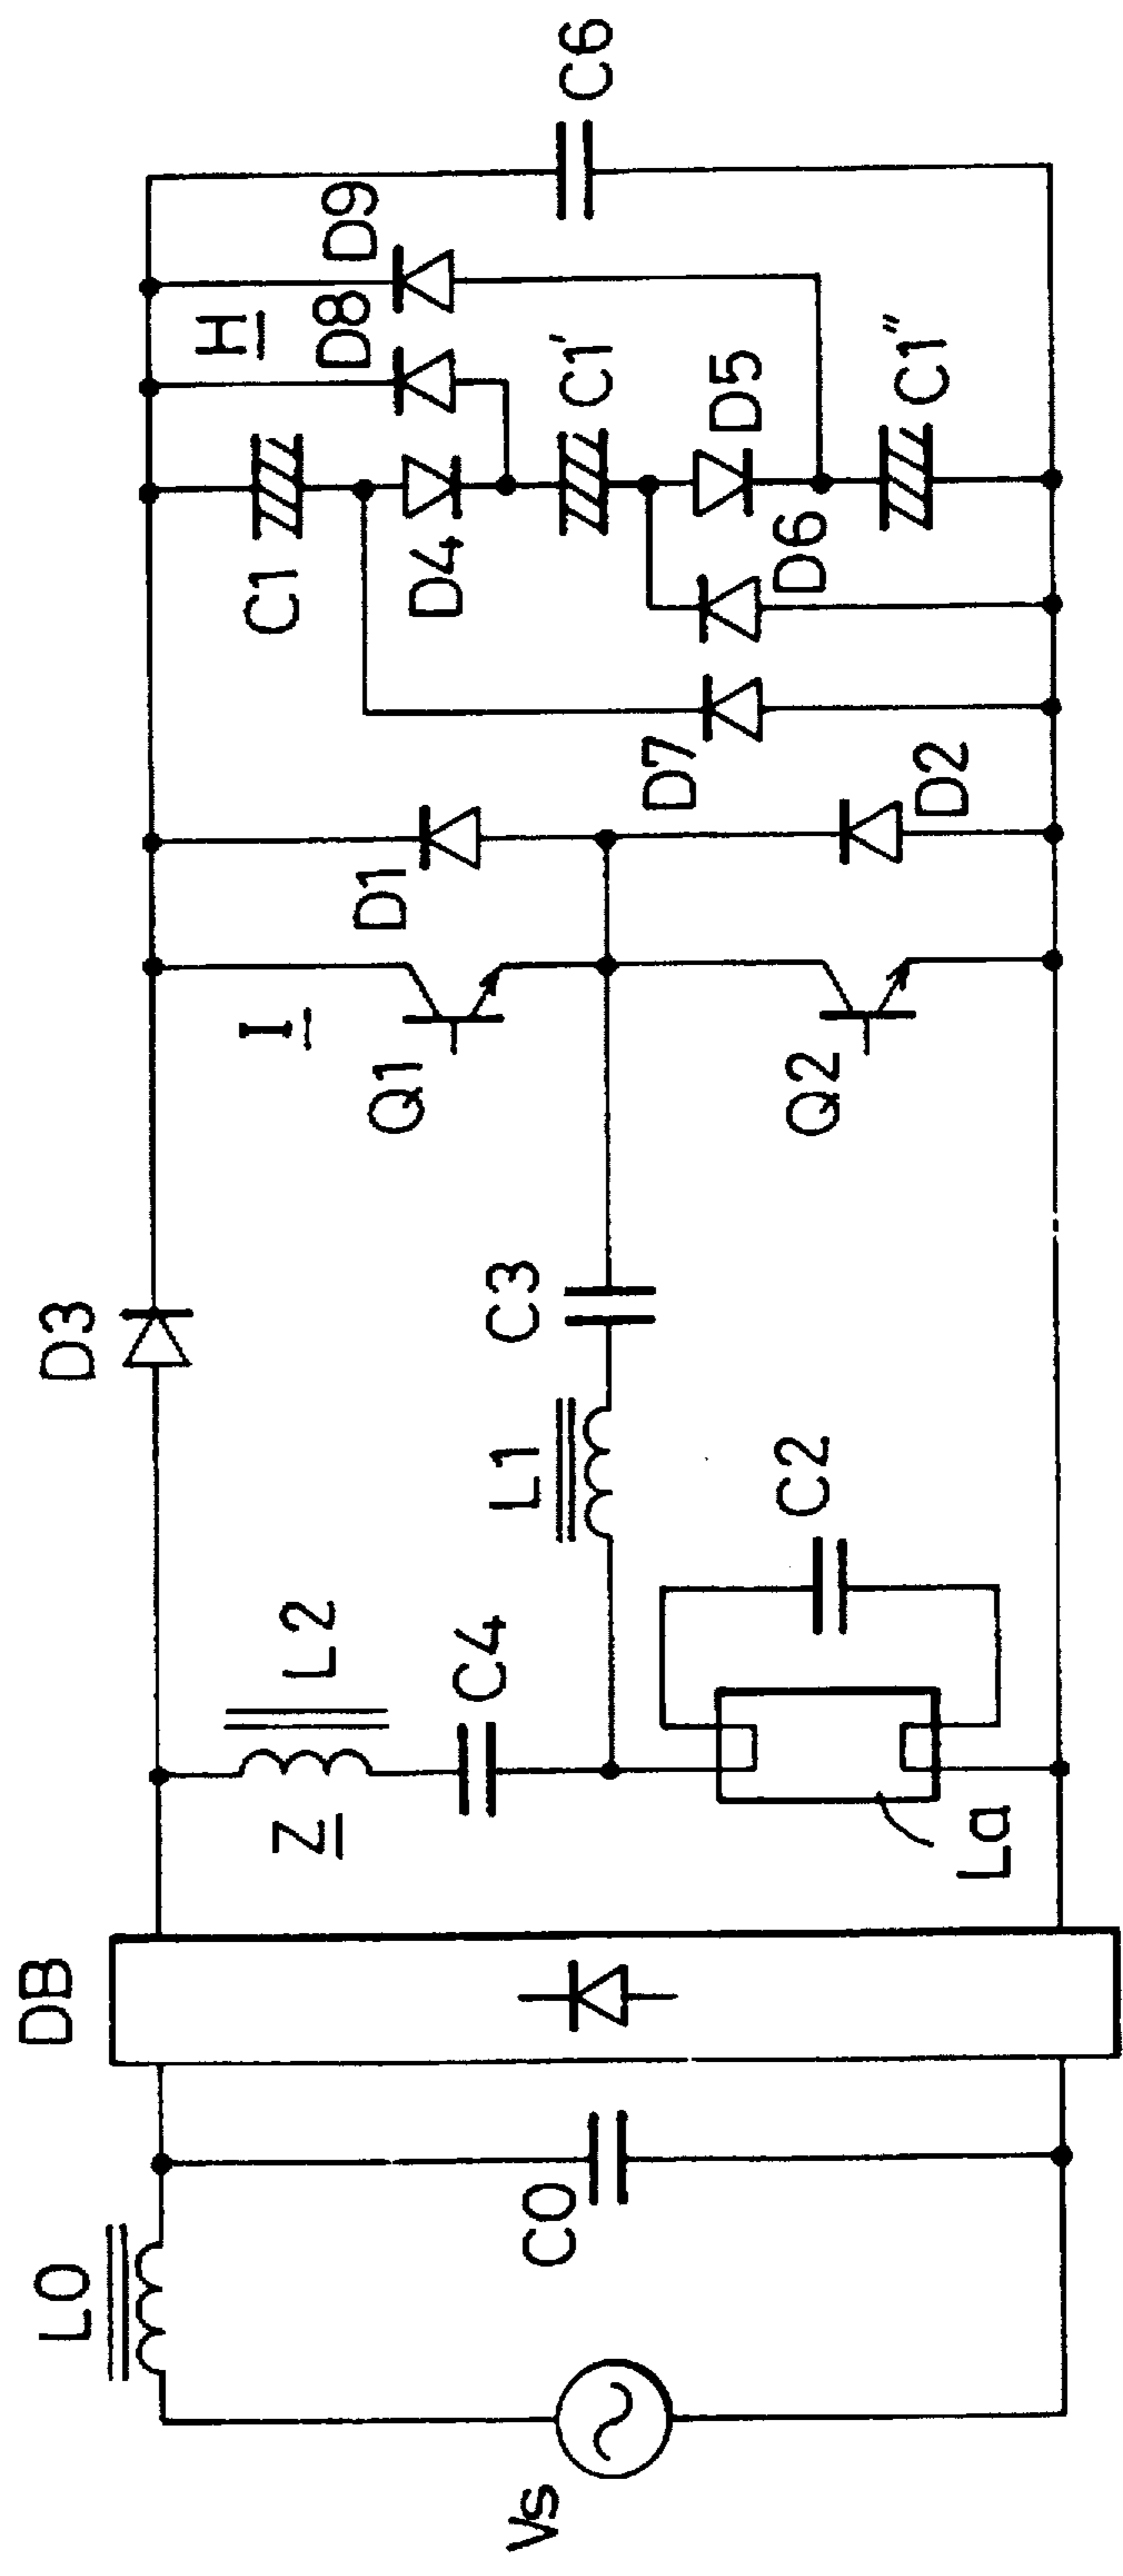 Vs
L0
C0
DB
Z
L2
C4
La
C2
L1
C3
D3
I
Q1
Q2
D1
D2
D7
C1
D4
D6
H
D8
C1'
D5
D9
C1"
C6